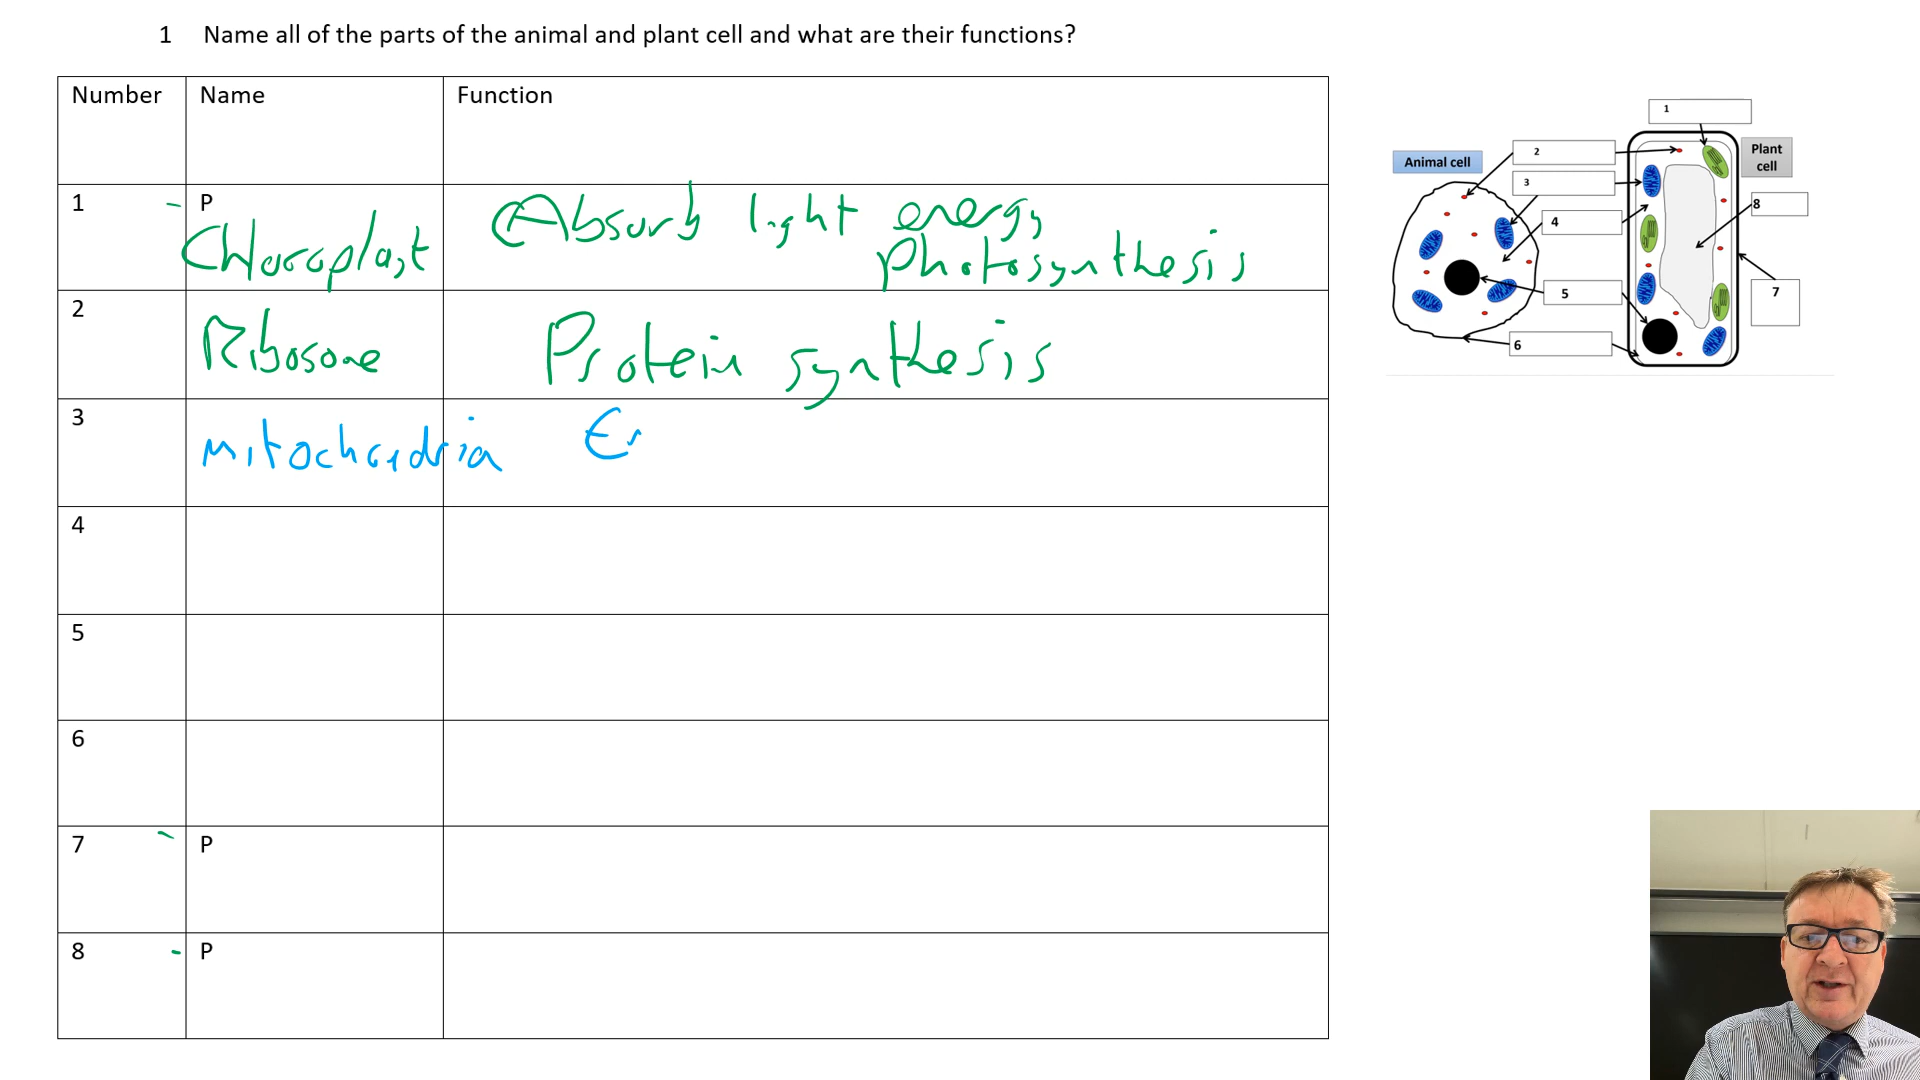 1 Name all of the parts of the animal and plant cell and what are their functions?
Number Name Function
1 P
Chloroplast Absorb light energy
photosynthesis
2
Ribosome Protein synthesis
3
mitochondria En
4
5
6
7 P
8 P
1
Animal cell 2 Plant
cell
3
4 8
5 7
6